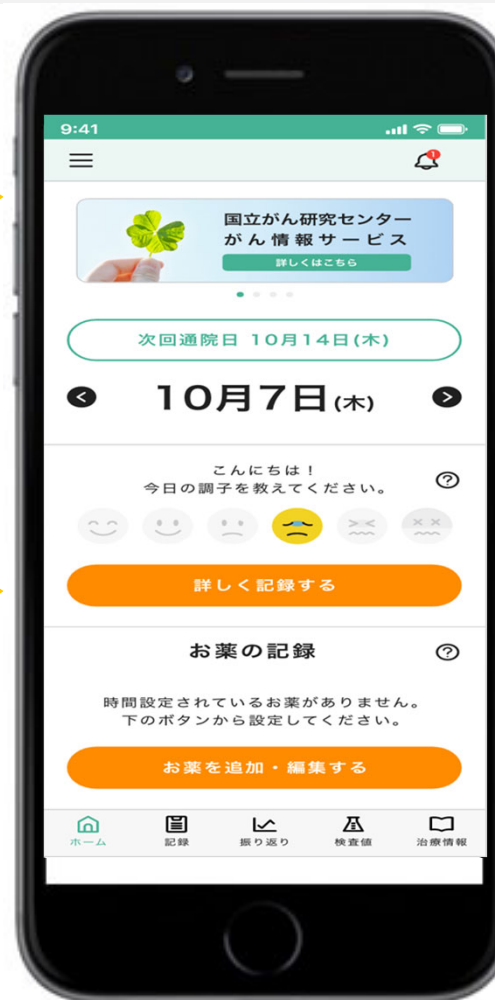 9:41
1
国立がん研究センター
がん情報サービス
詳しくはこちら
次回通院日 10月14日(木)
10月7日(木)
こんにちは！
今日の調子を教えてください。
?
詳しく記録する
お薬の記録
?
時間設定されているお薬がありません。
下のボタンから設定してください。
お薬を追加・編集する
ホーム 記録 振り返り 検査値 治療情報